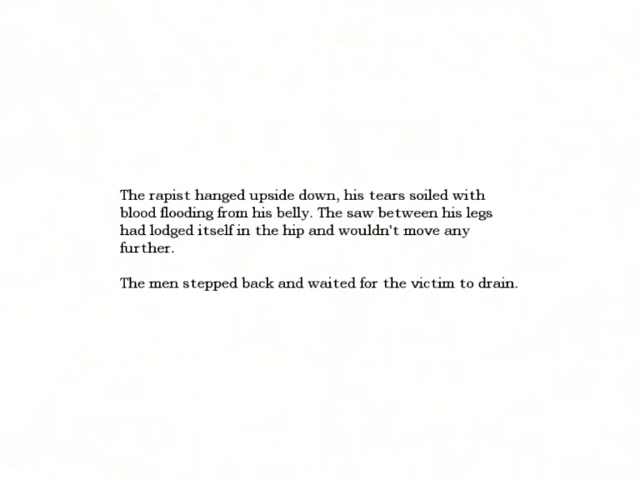 The rapist hanged upside down, his tears soiled with
blood flooding from his belly. The saw between his legs
had lodged itself in the hip and wouldn't move any
further.
The men stepped back and waited for the victim to drain.